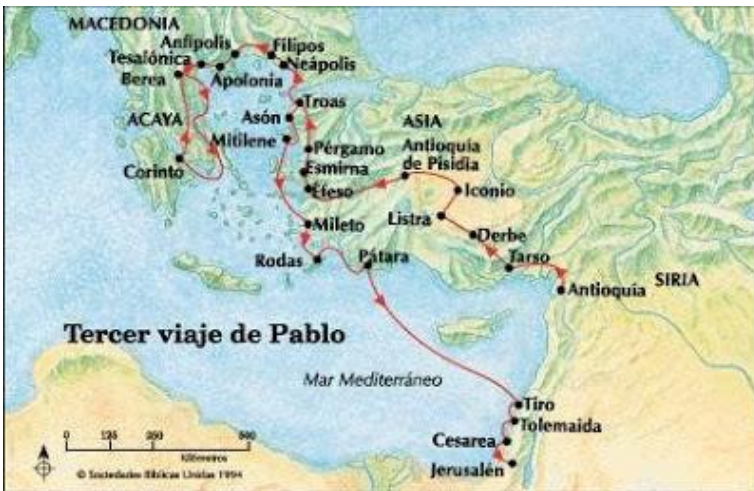 MACEDONIA
Anfípolis
Filipos
Tesalónica
Neápolis
Berea
Apolonia
Troas
Asón
ACAYA
ASIA
Mitilene
Antioquía
de Pisidia
Pérgamo
Corinto
Esmirna
Efeso
Iconio
Listra
Mileto
Derbe
Rodas
Pátara
Tarso
SIRIA
Antioquía
Tercer viaje de Pablo
Mar Mediterráneo
Tiro
Tolemaida
Cesarea
Jerusalén
0 125 250 500
Kilómetros
© Sociedades Bíblicas Unidas 1994